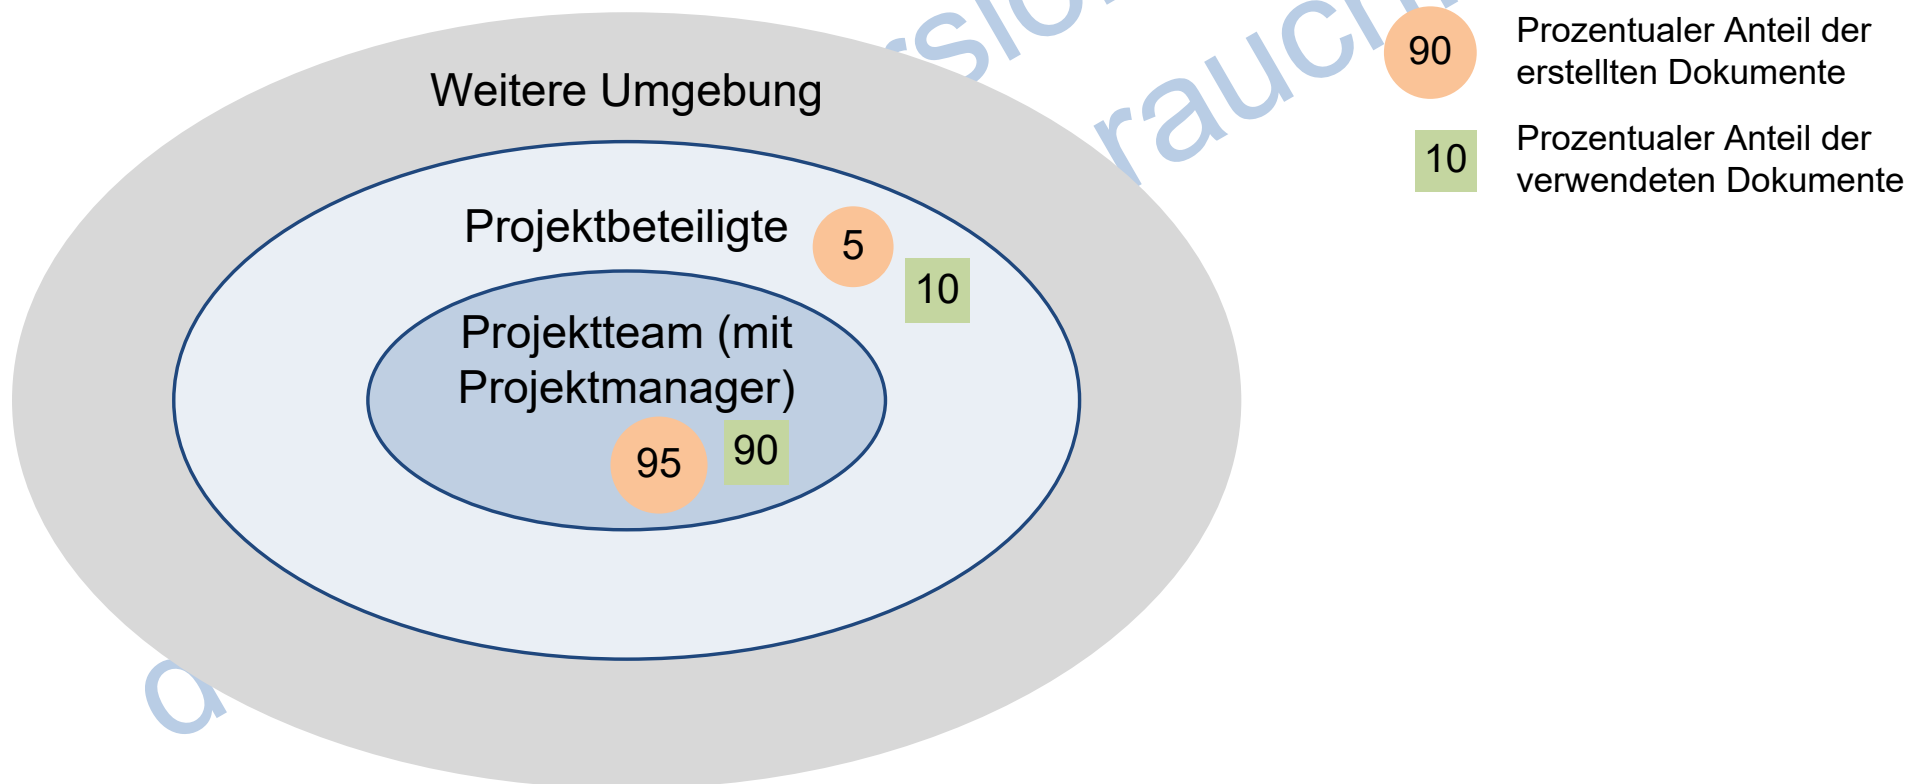 Weitere Umgebung
Projektbeteiligte
5
10
Projektteam (mit
Projektmanager)
95
90
90
Prozentualer Anteil der
erstellten Dokumente
10
Prozentualer Anteil der
verwendeten Dokumente